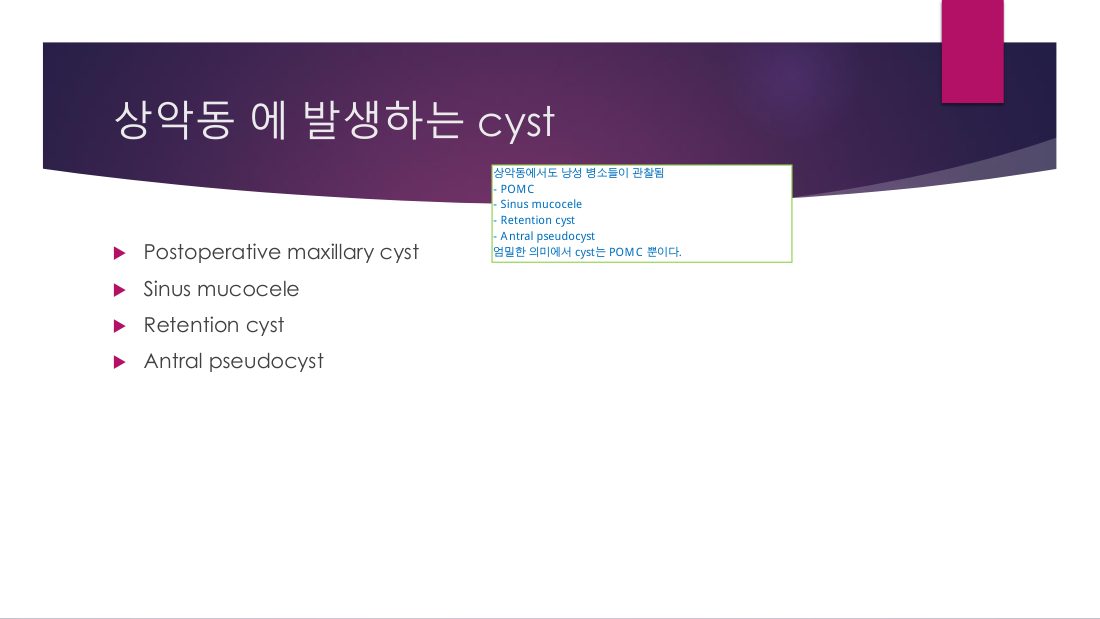 상악동 에 발생하는 cyst
상악동에서도 낭성 병소들이 관찰됨
- POMC
- Sinus mucocele
- Retention cyst
- Antral pseudocyst
엄밀한 의미에서 cyst는 POMC 뿐이다.
Postoperative maxillary cyst
Sinus mucocele
Retention cyst
Antral pseudocyst